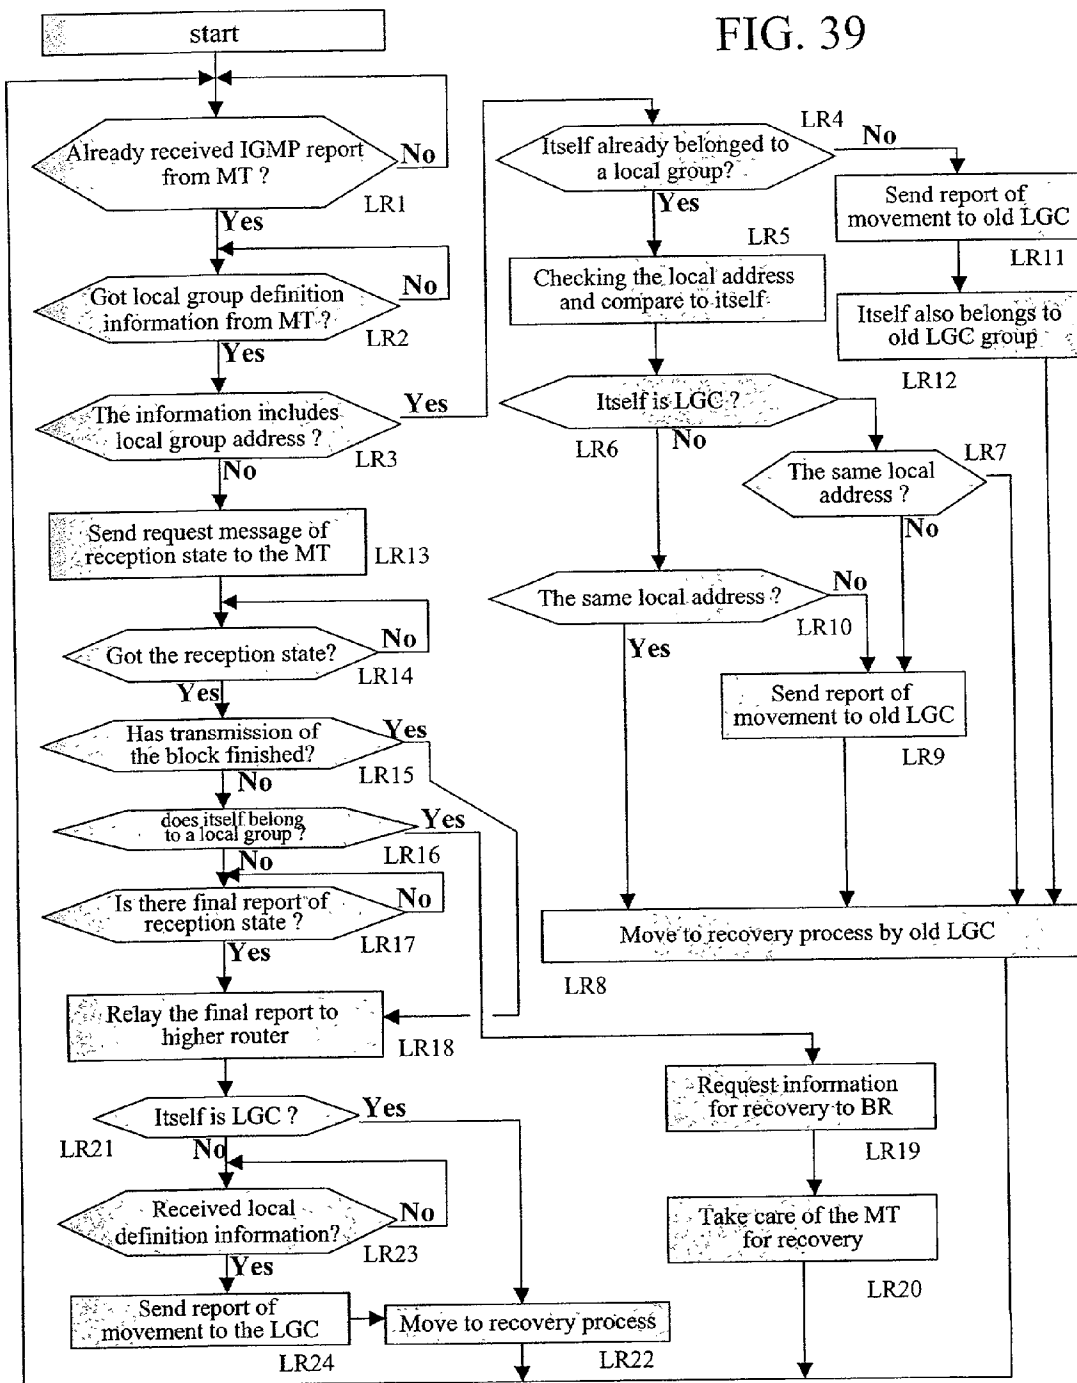 FIG. 39
start
Already received IGMP report
from MT ?
No
LR1
Yes
Got local group definition
information from MT ?
No
LR2
Yes
The information includes
local group address ?
Yes
LR3
No
Send request message of
reception state to the MT
LR13
Got the reception state?
No
LR14
Yes
Has transmission of
the block finished?
Yes
LR15
No
does itself belong
to a local group ?
Yes
LR16
No
Is there final report of
reception state ?
No
LR17
Yes
Relay the final report to
higher router
LR18
Itself is LGC ?
Yes
LR21
No
Received local
definition information?
No
LR23
Yes
Send report of
movement to the LGC
LR24
Move to recovery process
LR22
Itself already belonged to
a local group?
LR4
No
Yes
Send report of
movement to old LGC
LR11
Itself also belongs to
old LGC group
LR12
LR5
Checking the local address
and compare to itself
Itself is LGC ?
LR6
No
LR7
The same local
address ?
No
The same local address ?
No
LR10
Yes
Send report of
movement to old LGC
LR9
Move to recovery process by old LGC
LR8
Request information
for recovery to BR
LR19
Take care of the MT
for recovery
LR20